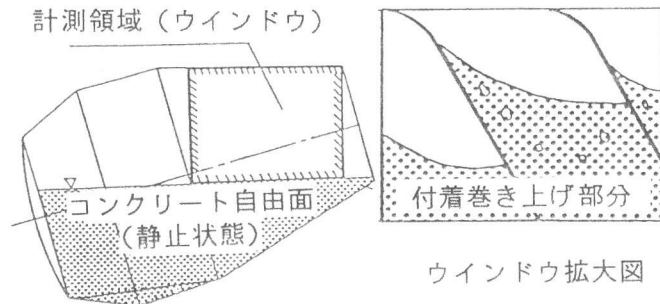 計測領域（ウインドウ）
コンクリート自由面
（静止状態）
付着巻き上げ部分
ウインドウ拡大図